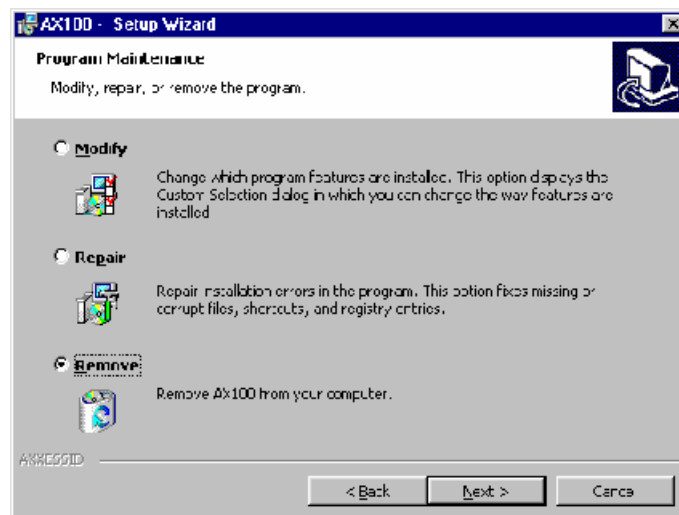 AX100 - Setup Wizard
Program Maintenance
Modify, repair, or remove the program.
Modify
Change which program features are installed. This option displays the
Custom Selection dialog in which you can change the way features are
installed
Repair
Repair installation errors in the program. This option fixes missing or
corrupt files, shortcuts, and registry entries.
Remove
Remove AX100 from your computer.
AXXESSID
< Back
Next >
Cancel